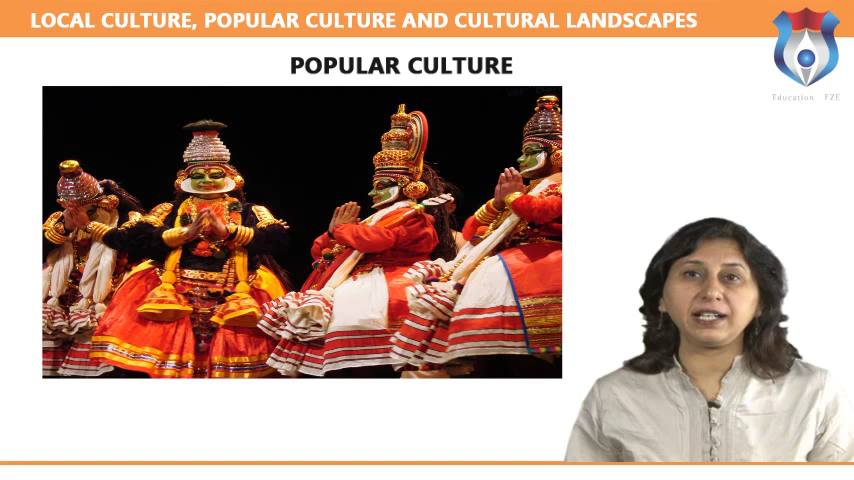 LOCAL CULTURE, POPULAR CULTURE AND CULTURAL LANDSCAPES
POPULAR CULTURE
Education FZE